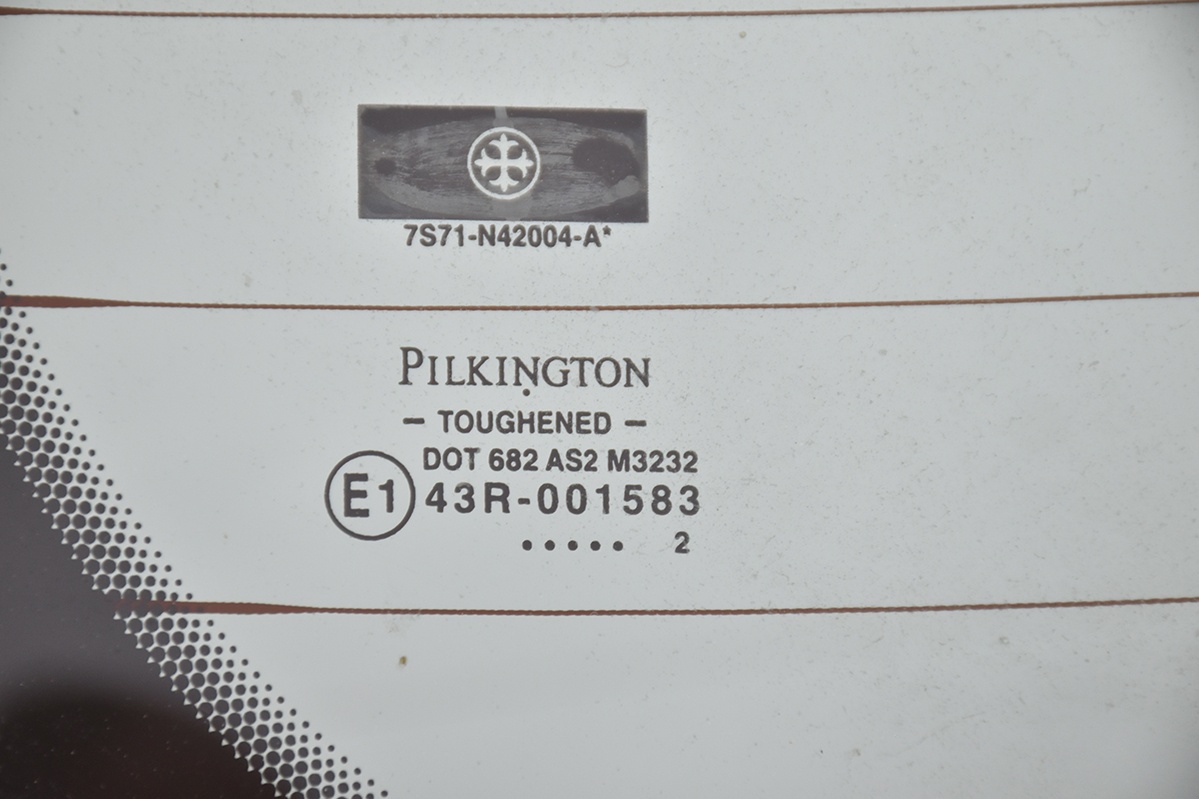 7S71-N42004-A*
PILKINGTON
- TOUGHENED -
DOT 682 AS2 M3232
E1 43R-001583
..... 2